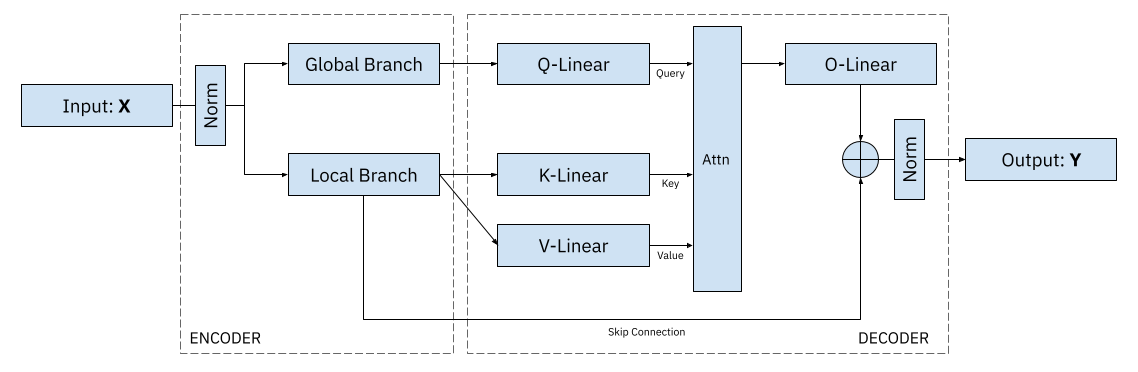 Input: X
Norm
Global Branch
Local Branch
ENCODER
Q-Linear
K-Linear
V-Linear
Query
Key
Value
Attn
O-Linear
Norm
Skip Connection
DECODER
Output: Y